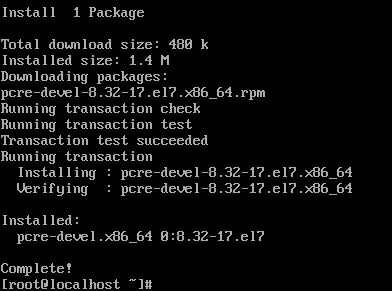 Install  1 Package
Total download size: 480 k
Installed size: 1.4 M
Downloading packages:
pcre-devel-8.32-17.el7.x86_64.rpm
Running transaction check
Running transaction test
Transaction test succeeded
Running transaction
  Installing : pcre-devel-8.32-17.el7.x86_64
  Verifying  : pcre-devel-8.32-17.el7.x86_64
Installed:
  pcre-devel.x86_64 0:8.32-17.el7
Complete!
[root@localhost ~]#